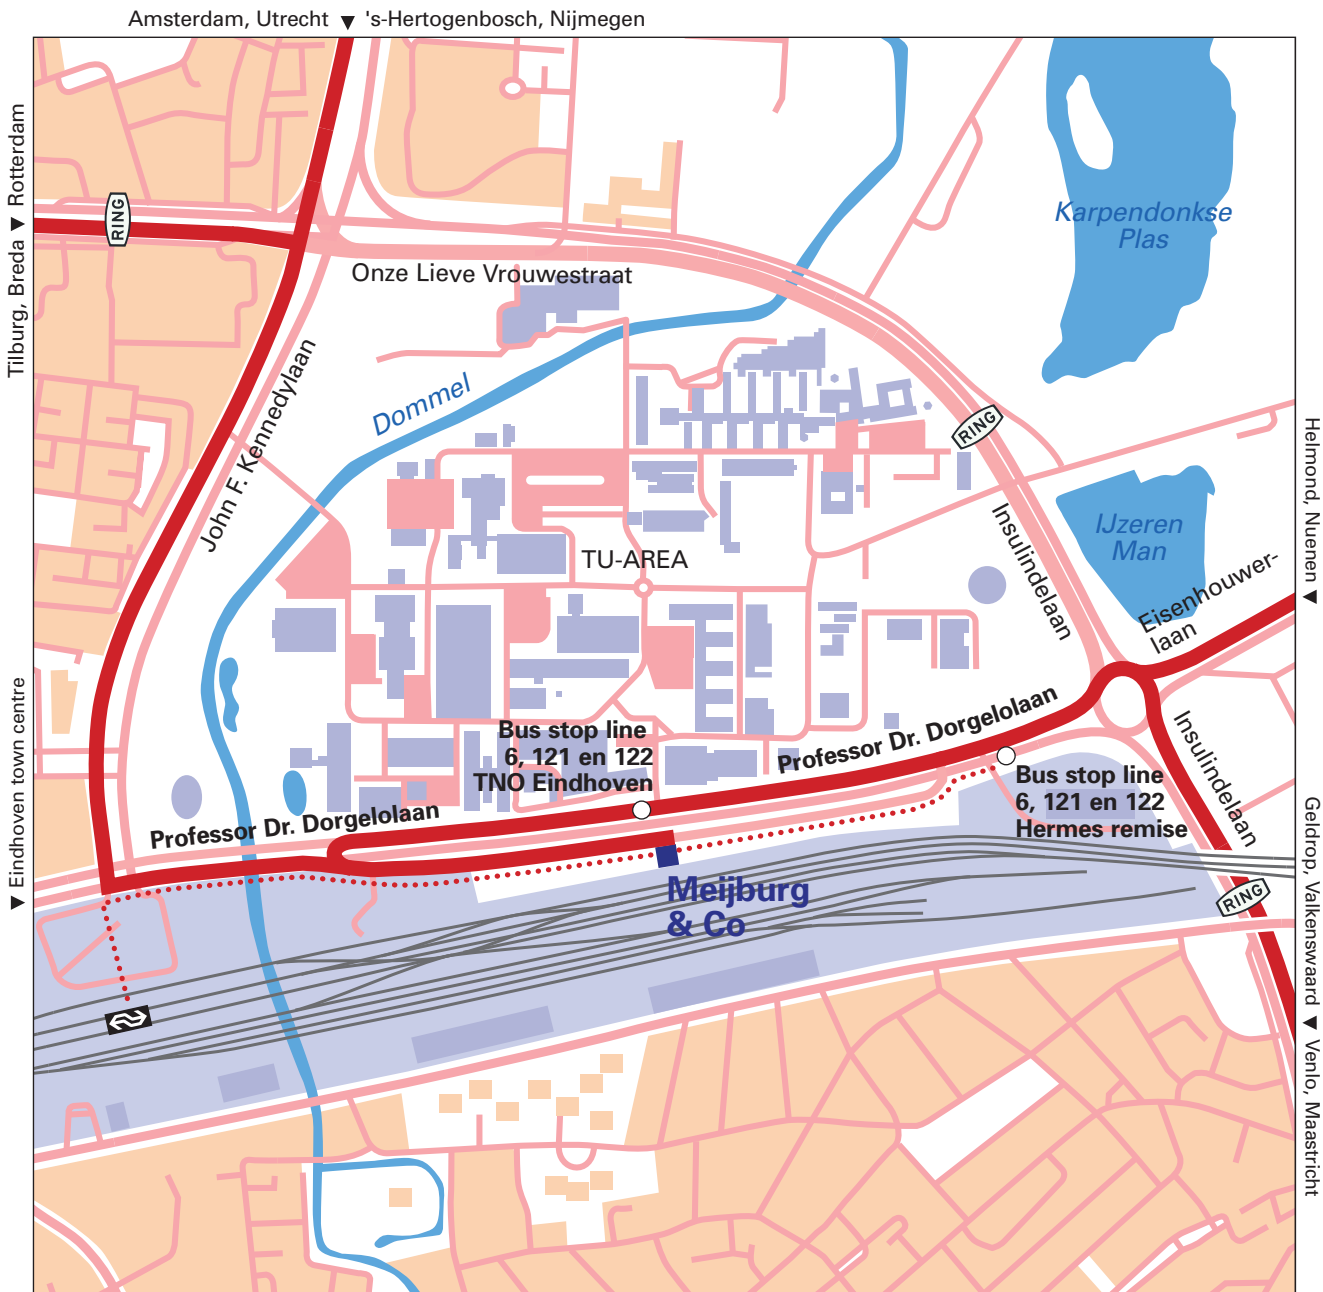 Amsterdam, Utrecht ▼ 's-Hertogenbosch, Nijmegen
Tilburg, Breda ▼ Rotterdam
RING
Karpendonkse
Plas
Onze Lieve Vrouwestraat
John F. Kennedylaan
Dommel
RING
Helmond, Nuenen ▼
Insulindelaan
IJzeren
Man
TU-AREA
Eisenhouwer-
laan
▼ Eindhoven town centre
Bus stop line
6, 121 en 122
TNO Eindhoven
Professor Dr. Dorgelolaan
Insulindelaan
Bus stop line
6, 121 en 122
Hermes remise
Professor Dr. Dorgelolaan
Meijburg
& Co
RING
Geldrop, Valkenswaard ▼ Venlo, Maastricht